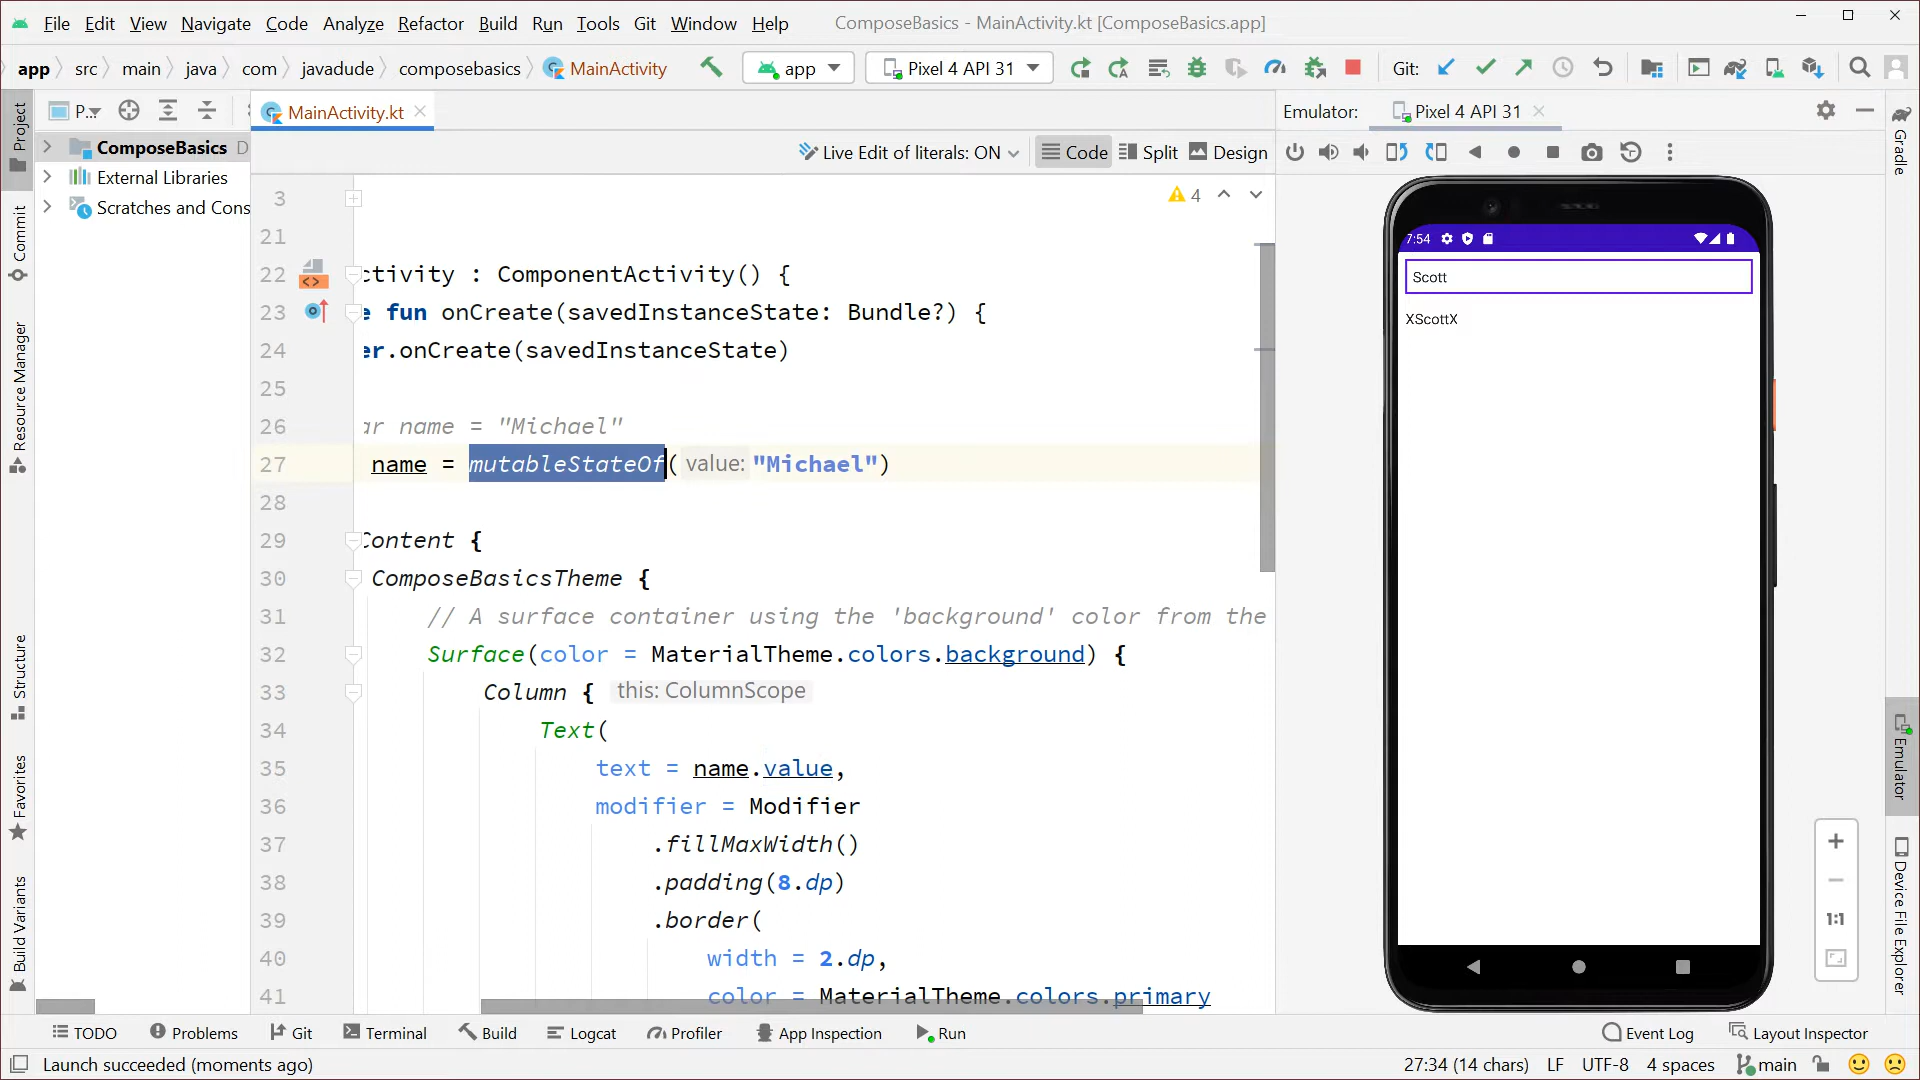 File Edit View Navigate Code Analyze Refactor Build Run Tools Git Window Help ComposeBasics - MainActivity.kt [ComposeBasics.app]
app src main java com javadude composebasics MainActivity app Pixel 4 API 31 Git:
P... MainActivity.kt Emulator: Pixel 4 API 31
Live Edit of literals: ON Code Split Design
Project
Commit
Resource Manager
Structure
Favorites
Build Variants
ComposeBasics D
External Libraries
Scratches and Cons
4
3
21
22 ctivity : ComponentActivity() {
23 e fun onCreate(savedInstanceState: Bundle?) {
24 er.onCreate(savedInstanceState)
25
26 ar name = "Michael"
27 name = mutableStateOf( value: "Michael")
28
29 Content {
30 ComposeBasicsTheme {
31 // A surface container using the 'background' color from the
32 Surface(color = MaterialTheme.colors.background) {
33 Column { this: ColumnScope
34 Text(
35 text = name.value,
36 modifier = Modifier
37 .fillMaxWidth()
38 .padding(8.dp)
39 .border(
40 width = 2.dp,
41 color = MaterialTheme.colors.primary
7:54
Scott
XScottX
1:1
Gradle
Emulator
Device File Explorer
TODO Problems Git Terminal Build Logcat Profiler App Inspection Run Event Log Layout Inspector
Launch succeeded (moments ago) 27:34 (14 chars) LF UTF-8 4 spaces main